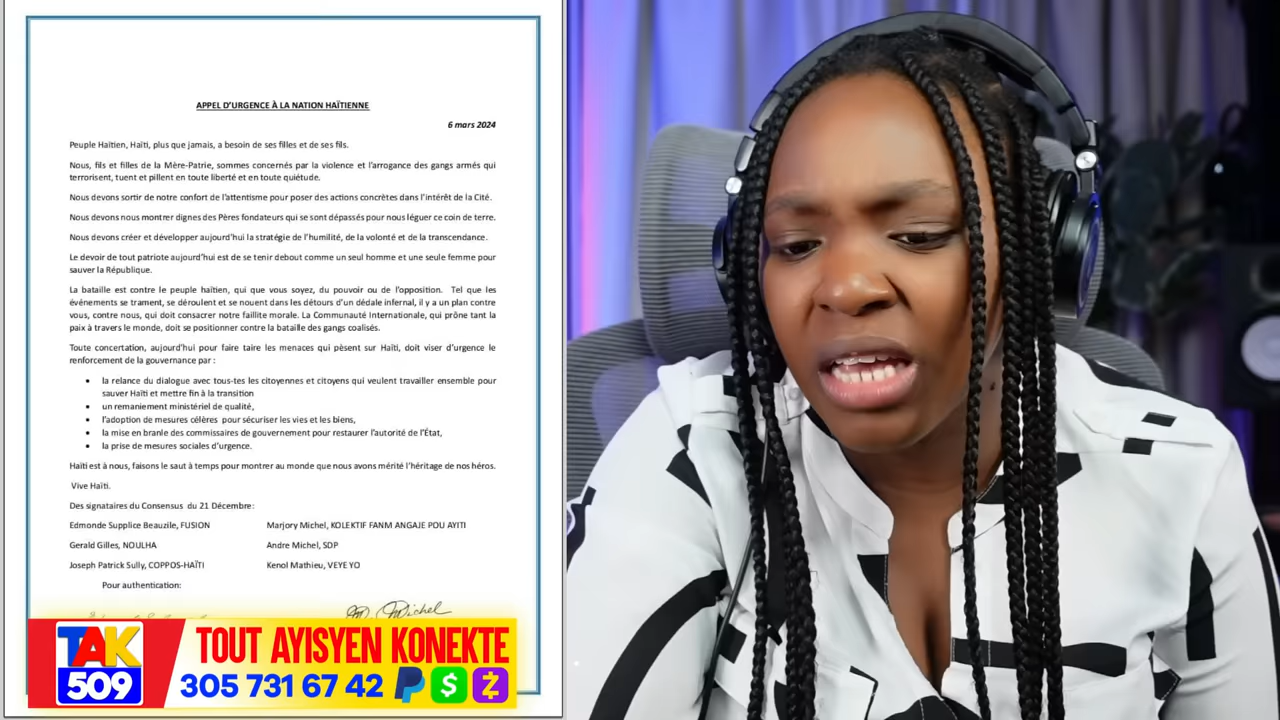 APPEL D'URGENCE À LA NATION HAÏTIENNE
6 mars 2024
Peuple Haïtien, Haïti, plus que jamais, a besoin de ses filles et de ses fils.
Nous, fils et filles de la Mère-Patrie, sommes concernés par la violence et l'arrogance des gangs armés qui
terrorisent, tuent et pillent en toute liberté et en toute quiétude.
Nous devons sortir de notre confort de l'attentisme pour poser des actions concrètes dans l'intérêt de la Cité.
Nous devons nous montrer dignes des Pères fondateurs qui se sont dépassés pour nous léguer ce coin de terre.
Nous devons créer et développer aujourd'hui la stratégie de l'humilité, de la volonté et de la transcendance.
Le devoir de tout patriote aujourd'hui est de se tenir debout comme un seul homme et une seule femme pour
sauver la République.
La bataille est contre le peuple haïtien, qui que vous soyez, du pouvoir ou de l'opposition. Tel que les
événements se trament, se déroulent et se nouent dans les détours d'un dédale infernal, il y a un plan contre
vous, contre nous, qui doit consacrer notre faillite morale. La Communauté Internationale, qui prône tant la
paix à travers le monde, doit se positionner contre la bataille des gangs coalisés.
Toute concertation, aujourd'hui pour faire taire les menaces qui pèsent sur Haïti, doit viser d'urgence le
renforcement de la gouvernance par :
• la relance du dialogue avec tous-tes les citoyennes et citoyens qui veulent travailler ensemble pour
sauver Haïti et mettre fin à la transition
• un remaniement ministériel de qualité,
• l'adoption de mesures célères pour sécuriser les vies et les biens,
• la mise en branle des commissaires de gouvernement pour restaurer l'autorité de l'État,
• la prise de mesures sociales d'urgence.
Haïti est à nous, faisons le saut à temps pour montrer au monde que nous avons mérité l'héritage de nos héros.
Vive Haïti.
Des signataires du Consensus du 21 Décembre:
Edmonde Supplice Beauzile, FUSION Marjory Michel, KOLEKTIF FANM ANGAJE POU AYITI
Gerald Gilles, NOULHA Andre Michel, SDP
Joseph Patrick Sully, COPPOS-HAÏTI Kenol Mathieu, VEYE YO
Pour authentication:
M. Michel
TAK
509
TOUT AYISYEN KONEKTE
305 731 67 42